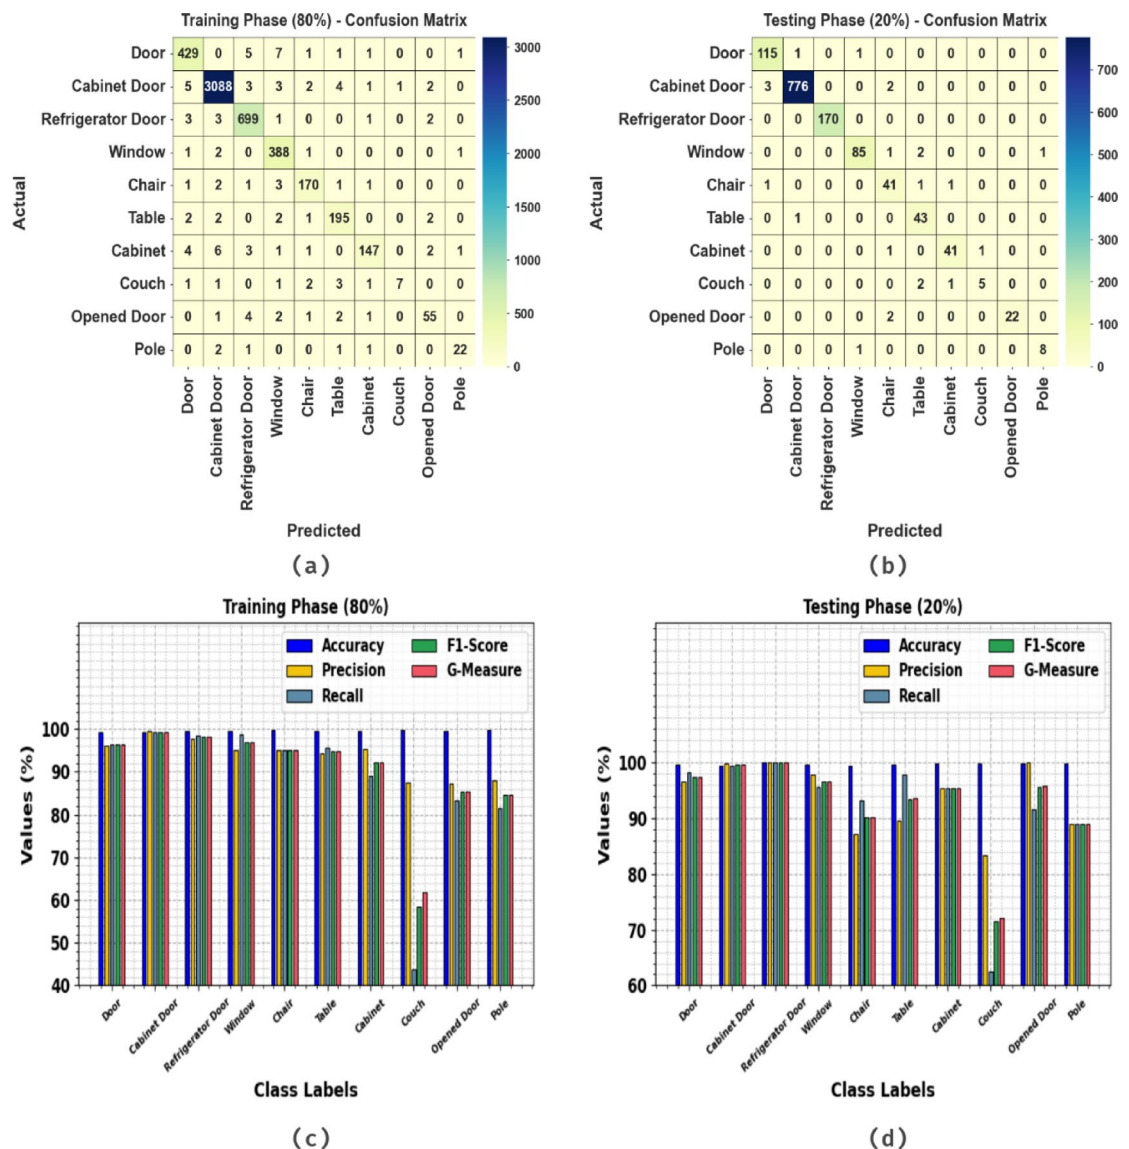 Training Phase (80%) - Confusion Matrix
Door 429 0 5 7 1 1 1 0 0 1
Cabinet Door 5 3088 3 3 2 4 1 1 2 0
Refrigerator Door 3 3 699 1 0 0 1 0 2 0
Window 1 2 0 388 1 0 0 0 0 1
Chair 1 2 1 3 170 1 1 0 0 0
Table 2 2 0 2 1 195 0 0 2 0
Cabinet 4 6 3 1 1 0 147 0 2 1
Couch 1 1 0 1 2 3 1 7 0 0
Opened Door 0 1 4 2 1 2 1 0 55 0
Pole 0 2 1 0 0 1 1 0 0 22
Door Cabinet Door Refrigerator Door Window Chair Table Cabinet Couch Opened Door Pole
Actual
Predicted
3000
2500
2000
1500
1000
500
0
(a)
Testing Phase (20%) - Confusion Matrix
Door 115 1 0 1 0 0 0 0 0 0
Cabinet Door 3 776 0 0 2 0 0 0 0 0
Refrigerator Door 0 0 170 0 0 0 0 0 0 0
Window 0 0 0 85 1 2 0 0 0 1
Chair 1 0 0 0 41 1 1 0 0 0
Table 0 1 0 0 0 43 0 0 0 0
Cabinet 0 0 0 0 1 0 41 1 0 0
Couch 0 0 0 0 0 2 1 5 0 0
Opened Door 0 0 0 0 2 0 0 0 22 0
Pole 0 0 0 1 0 0 0 0 0 8
Door Cabinet Door Refrigerator Door Window Chair Table Cabinet Couch Opened Door Pole
Actual
Predicted
700
600
500
400
300
200
100
0
(b)
Training Phase (80%)
Accuracy F1-Score
Precision G-Measure
Recall
Values (%)
100
90
80
70
60
50
40
Door Cabinet Door Refrigerator Door Window Chair Table Cabinet Couch Opened Door Pole
Class Labels
(c)
Testing Phase (20%)
Accuracy F1-Score
Precision G-Measure
Recall
Values (%)
100
90
80
70
60
Door Cabinet Door Refrigerator Door Window Chair Table Cabinet Couch Opened Door Pole
Class Labels
(d)